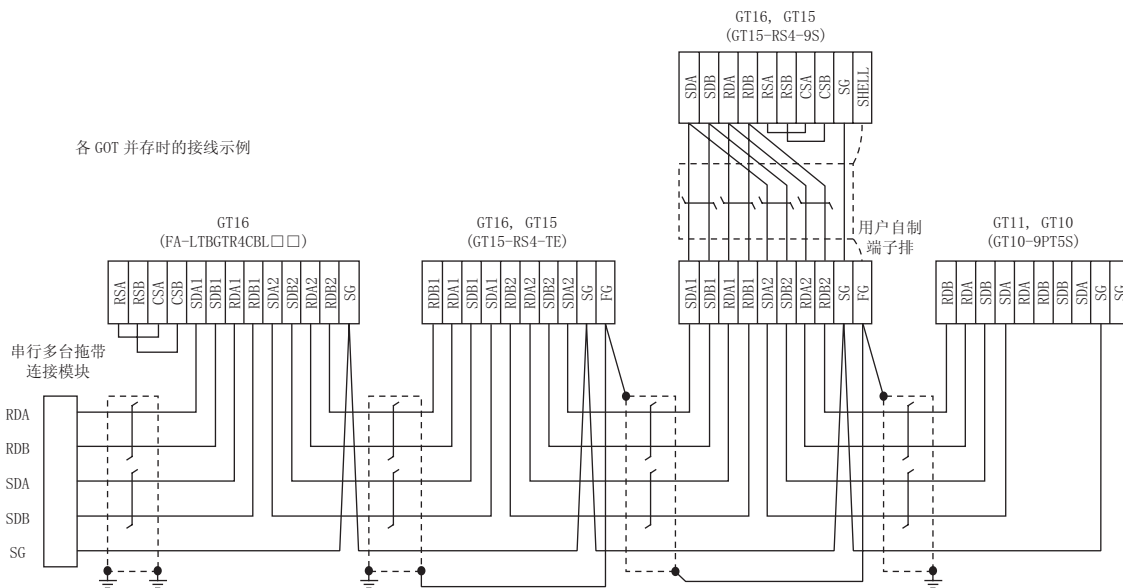 GT16, GT15
(GT15-RS4-9S)
SDA
SDB
RDA
RDB
RSA
RSB
CSA
CSB
SG
SHELL
各 GOT 并存时的接线示例
用户自制
端子排
GT16
(FA-LTBGTR4CBL□□)
GT16, GT15
(GT15-RS4-TE)
GT11, GT10
(GT10-9PT5S)
RSA
RSB
CSA
CSB
SDA1
SDB1
RDA1
RDB1
SDA2
SDB2
RDA2
RDB2
SG
RDB1
RDA1
SDB1
SDA1
RDB2
RDA2
SDB2
SDA2
SG
FG
SDA1
SDB1
RDA1
RDB1
SDA2
SDB2
RDA2
RDB2
SG
FG
RDB
RDA
SDB
SDA
RDA
RDB
SDB
SDA
SG
SG
串行多台拖带
连接模块
RDA
RDB
SDA
SDB
SG